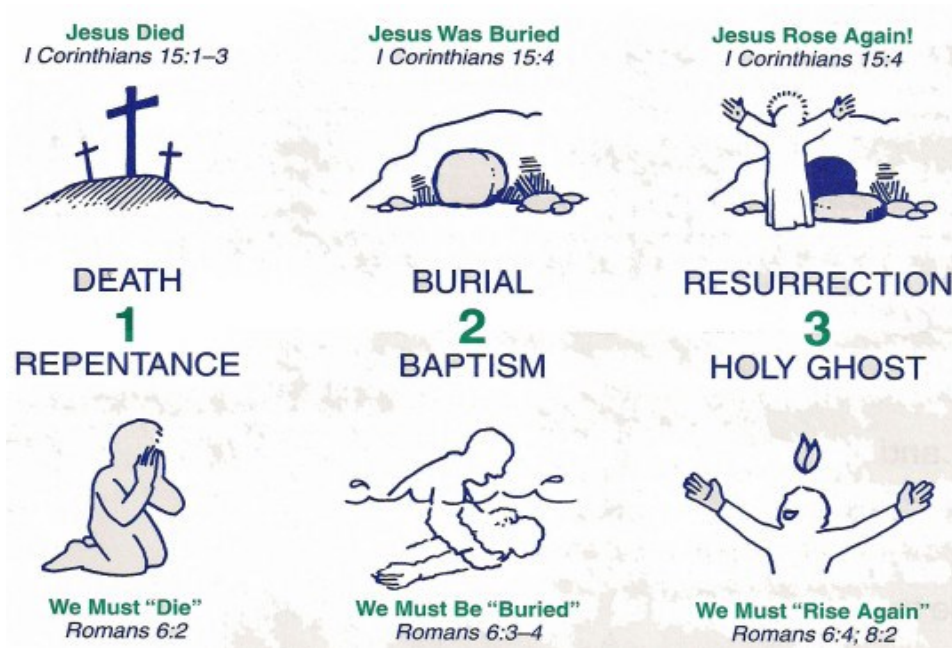 Jesus Died
I Corinthians 15:1–3
Jesus Was Buried
I Corinthians 15:4
Jesus Rose Again!
I Corinthians 15:4
DEATH
BURIAL
RESURRECTION
1
2
3
REPENTANCE
BAPTISM
HOLY GHOST
We Must “Die”
Romans 6:2
We Must Be “Buried”
Romans 6:3–4
We Must “Rise Again”
Romans 6:4; 8:2